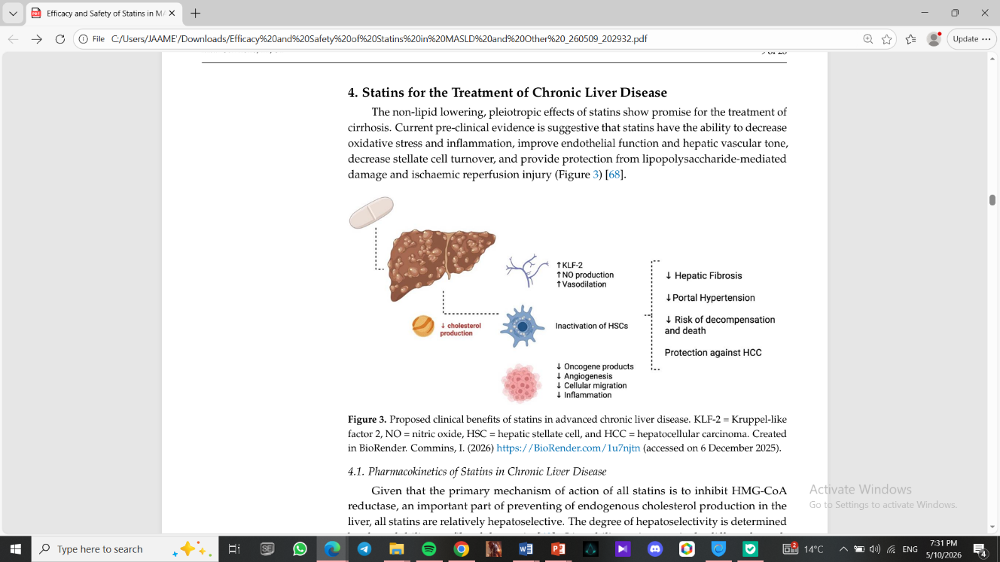 Efficacy and Safety of Statins in MA
File
C:/Users/JAAME'/Downloads/Efficacy%20and%20Safety%20of%20Statins%20in%20MASLD%20and%20Other%20_260509_202932.pdf
Update
4. Statins for the Treatment of Chronic Liver Disease
The non-lipid lowering, pleiotropic effects of statins show promise for the treatment of
cirrhosis. Current pre-clinical evidence is suggestive that statins have the ability to decrease
oxidative stress and inflammation, improve endothelial function and hepatic vascular tone,
decrease stellate cell turnover, and provide protection from lipopolysaccharide-mediated
damage and ischaemic reperfusion injury (Figure 3) [68].
↑KLF-2
↑NO production
↑Vasodilation
↓ cholesterol
production
Inactivation of HSCs
↓ Oncogene products
↓ Angiogenesis
↓ Cellular migration
↓ Inflammation
↓ Hepatic Fibrosis
↓Portal Hypertension
↓ Risk of decompensation
and death
Protection against HCC
Figure 3. Proposed clinical benefits of statins in advanced chronic liver disease. KLF-2 = Kruppel-like
factor 2, NO = nitric oxide, HSC = hepatic stellate cell, and HCC = hepatocellular carcinoma. Created
in BioRender. Commins, I. (2026) https://BioRender.com/1u7njtn (accessed on 6 December 2025).
4.1. Pharmacokinetics of Statins in Chronic Liver Disease
Given that the primary mechanism of action of all statins is to inhibit HMG-CoA
reductase, an important part of preventing of endogenous cholesterol production in the
liver, all statins are relatively hepatoselective. The degree of hepatoselectivity is determined
Activate Windows
Go to Settings to activate Windows.
Type here to search
14°C
ENG
7:31 PM
5/10/2026